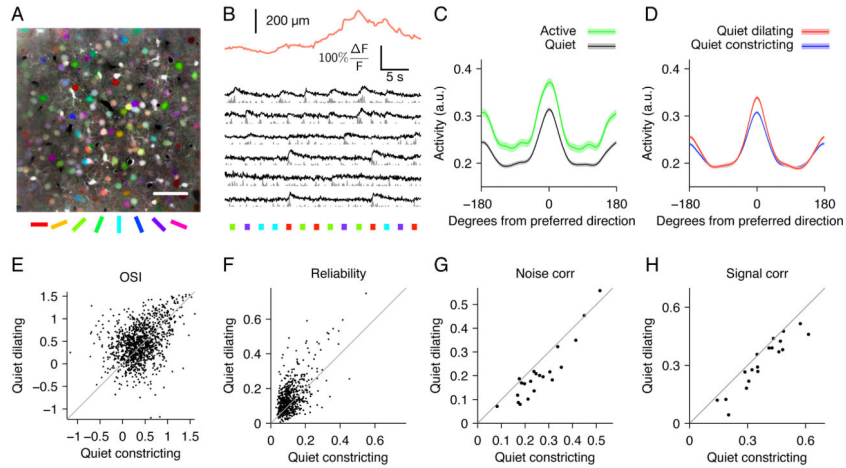 A
B
200 µm
100% ΔF
F
5 s
C
Active
Quiet
Activity (a.u.)
0.4
0.3
0.2
-180
0
180
Degrees from preferred direction
D
Quiet dilating
Quiet constricting
Activity (a.u.)
0.4
0.3
0.2
-180
0
180
Degrees from preferred direction
E
OSI
Quiet dilating
1.5
1
0.5
0
−0.5
−1
−1 −0.5 0 0.5 1 1.5
Quiet constricting
F
Reliability
Quiet dilating
0.6
0.4
0.2
0
0 0.2 0.4 0.6
Quiet constricting
G
Noise corr
Quiet dilating
0.5
0.4
0.3
0.2
0.1
0
0 0.1 0.2 0.3 0.4 0.5
Quiet constricting
H
Signal corr
Quiet dilating
0.6
0.4
0.2
0
0 0.2 0.4 0.6
Quiet constricting